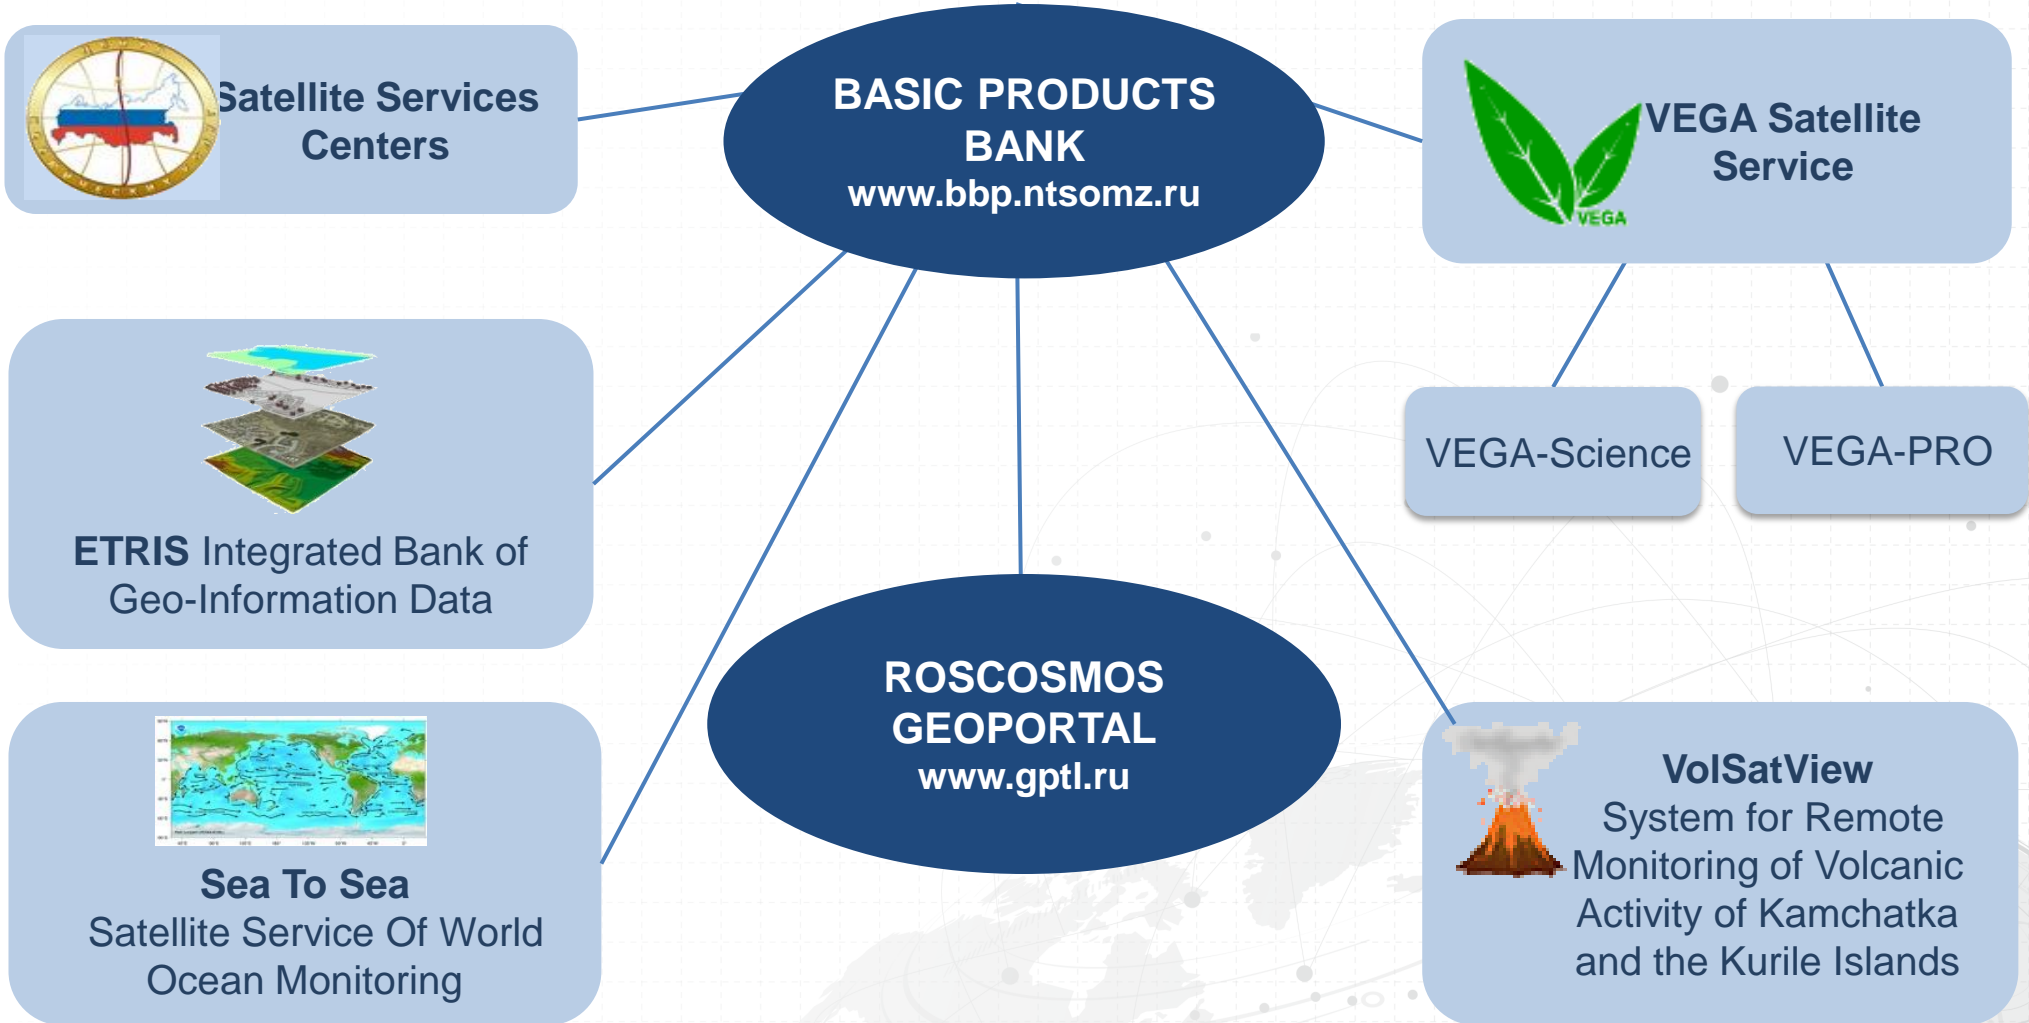 Satellite Services
Centers
BASIC PRODUCTS
BANK
www.bbp.ntsomz.ru
VEGA Satellite
Service
VEGA
VEGA-Science
VEGA-PRO
ETRIS Integrated Bank of
Geo-Information Data
ROSCOSMOS
GEOPORTAL
www.gptl.ru
Sea To Sea
Satellite Service Of World
Ocean Monitoring
VolSatView
System for Remote
Monitoring of Volcanic
Activity of Kamchatka
and the Kurile Islands